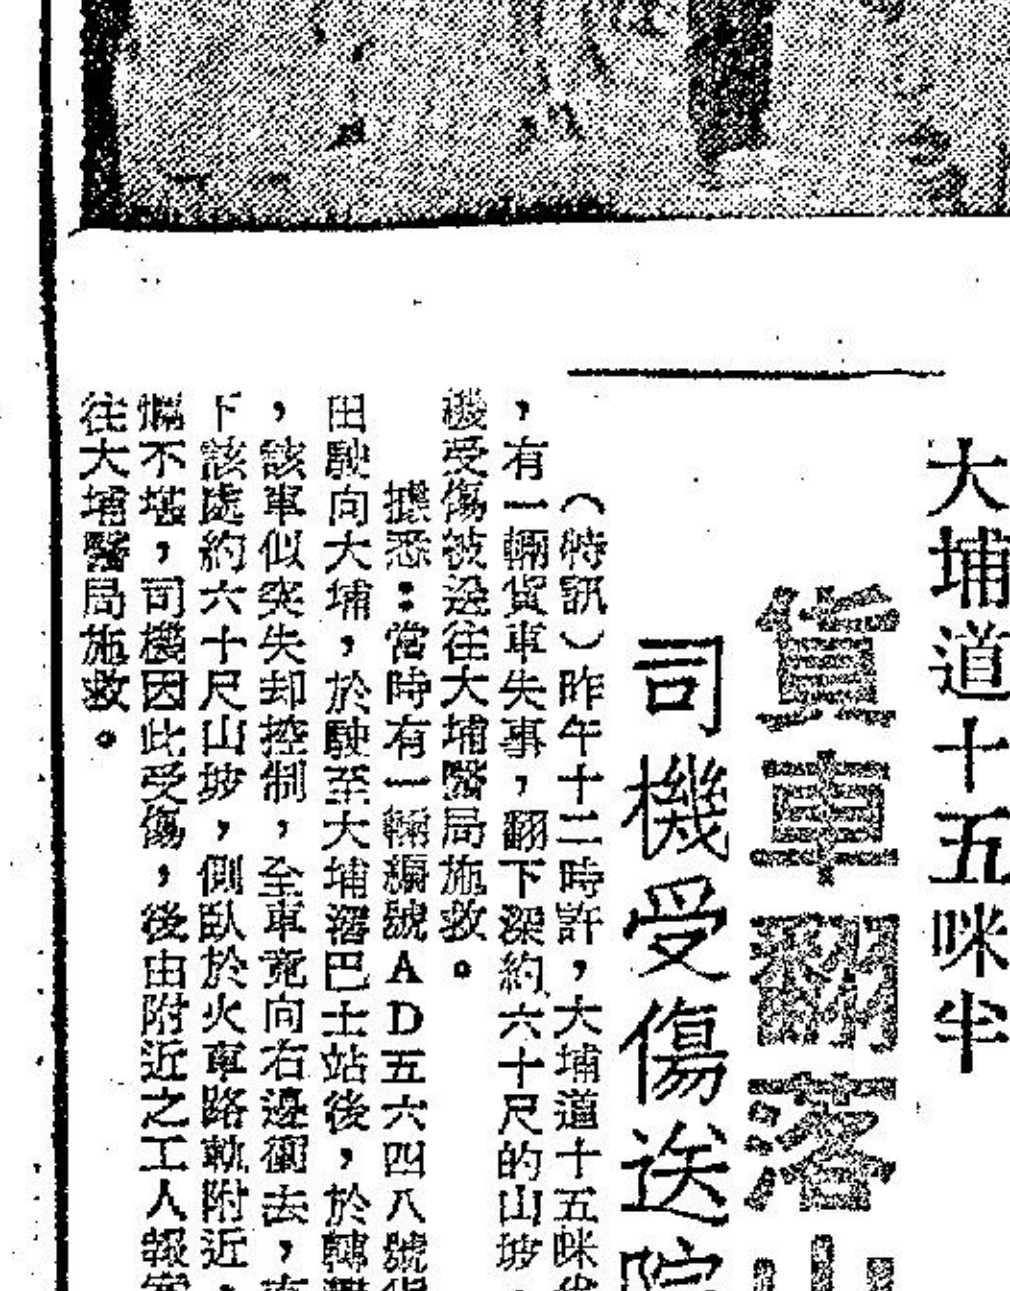 大埔道十五咪半
貨車翻落山
司機受傷送院
（特訊）昨午十二時許，大埔道十五咪半
，有一輛貨車失事，翻下深約六十尺的山坡，
機受傷被送往大埔醫局施救。
據悉：當時有一輛編號AD五六四八號
田駛向大埔，於駛至大埔滘巴士站後，於轉彎
，該車似突失却控制，全車竟向右邊衝去，直
下該處約六十尺山坡，側臥於火車路軌附近，
爛不堪，司機因此受傷，後由附近之工人報案
往大埔醫局施救。